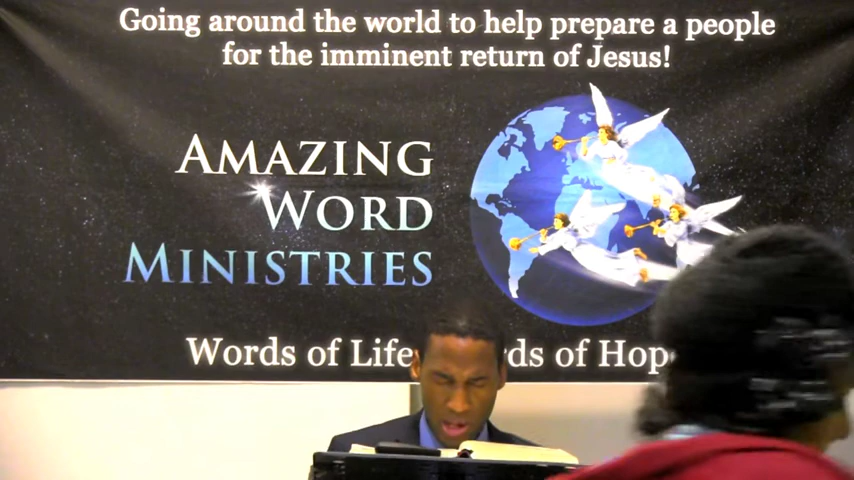 Going around the world to help prepare a people
for the imminent return of Jesus!
AMAZING
WORD
MINISTRIES
Words of Life
of